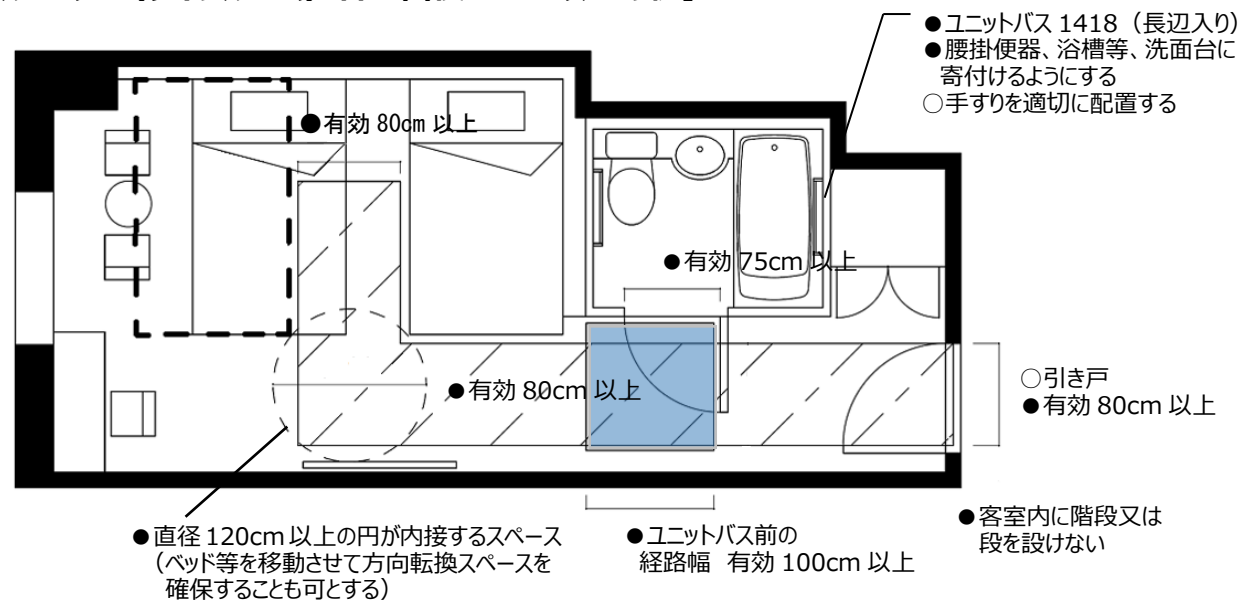 ●ユニットバス 1418（長辺入り）
●腰掛便器、浴槽等、洗面台に
寄付けるようにする
○手すりを適切に配置する
●有効 80cm 以上
●有効 75cm 以上
●有効 80cm 以上
○引き戸
●有効 80cm 以上
●直径 120cm 以上の円が内接するスペース
（ベッド等を移動させて方向転換スペースを
確保することも可とする）
●ユニットバス前の
経路幅 有効 100cm 以上
●客室内に階段又は
段を設けない